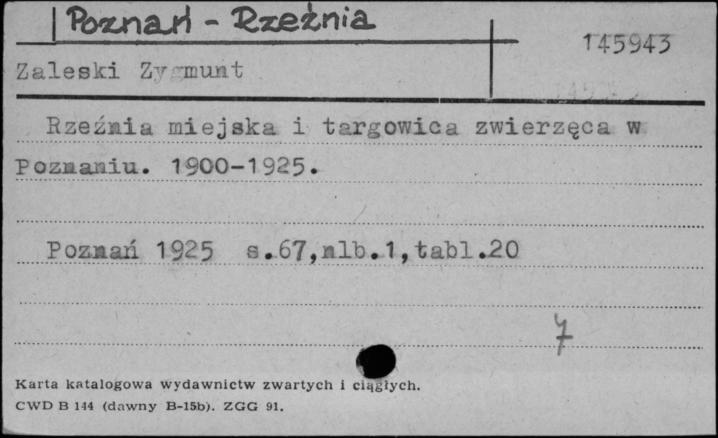 Poznań - Rzeźnia
145943
Zaleski Zygmunt
Rzeźnia miejska i targowica zwierzęca w
Poznaniu. 1900-1925.
Poznań 1925 s.67,nlb.1,tabl.20
7
Karta katalogowa wydawnictw zwartych i ciągłych.
CWD B 144 (dawny B-15b). ZGG 91.